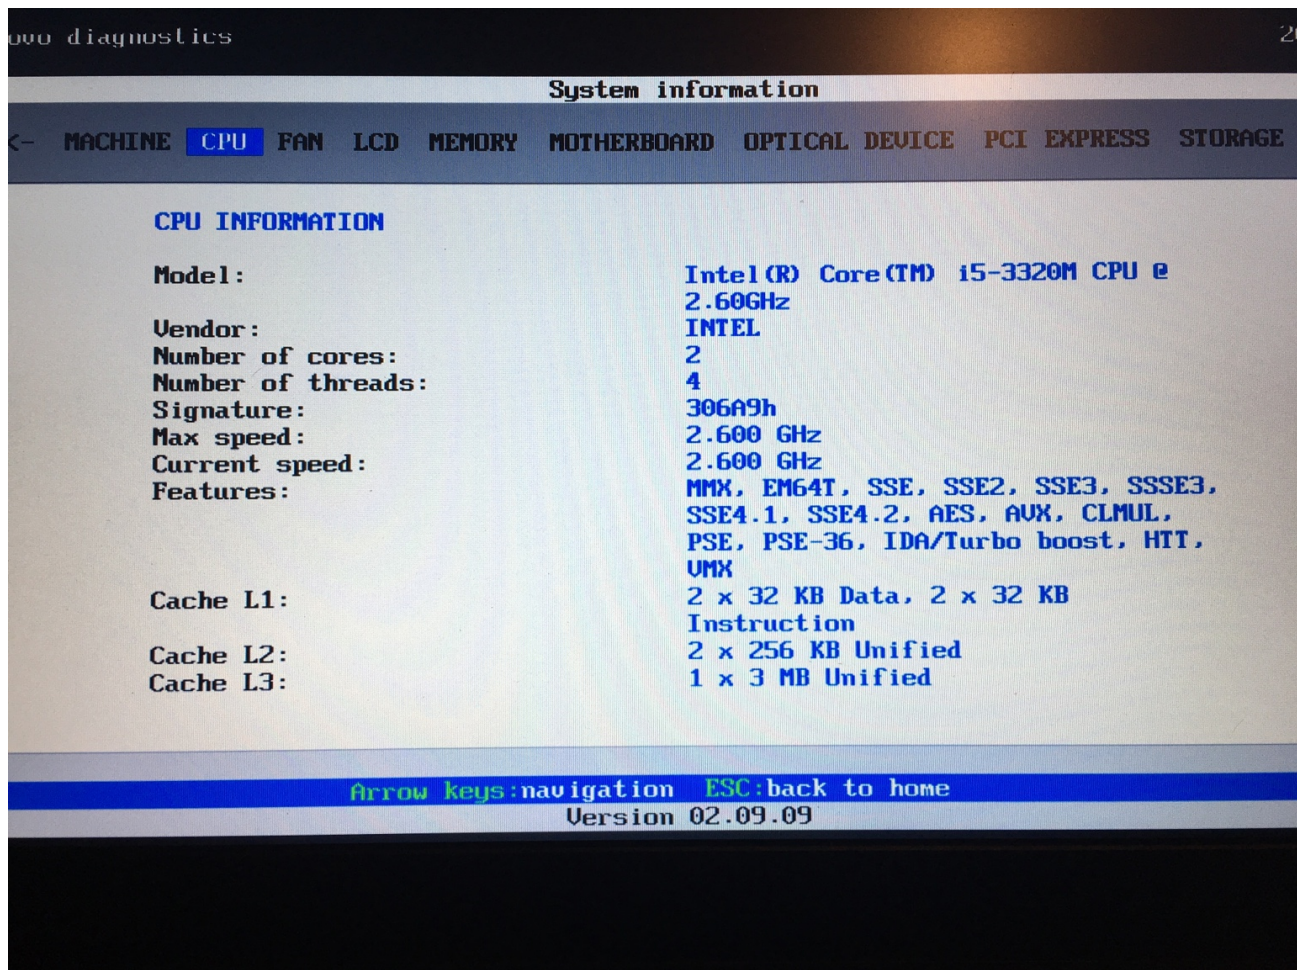 ovo diagnostics
System information
<- MACHINE CPU FAN LCD MEMORY MOTHERBOARD OPTICAL DEVICE PCI EXPRESS STORAGE
CPU INFORMATION
Model: Intel(R) Core(TM) i5-3320M CPU @
2.60GHz
Vendor: INTEL
Number of cores: 2
Number of threads: 4
Signature: 306A9h
Max speed: 2.600 GHz
Current speed: 2.600 GHz
Features: MMX, EM64T, SSE, SSE2, SSE3, SSSE3,
SSE4.1, SSE4.2, AES, AVX, CLMUL,
PSE, PSE-36, IDA/Turbo boost, HTT,
VMX
Cache L1: 2 x 32 KB Data, 2 x 32 KB
Instruction
Cache L2: 2 x 256 KB Unified
Cache L3: 1 x 3 MB Unified
Arrow keys:navigation ESC:back to home
Version 02.09.09